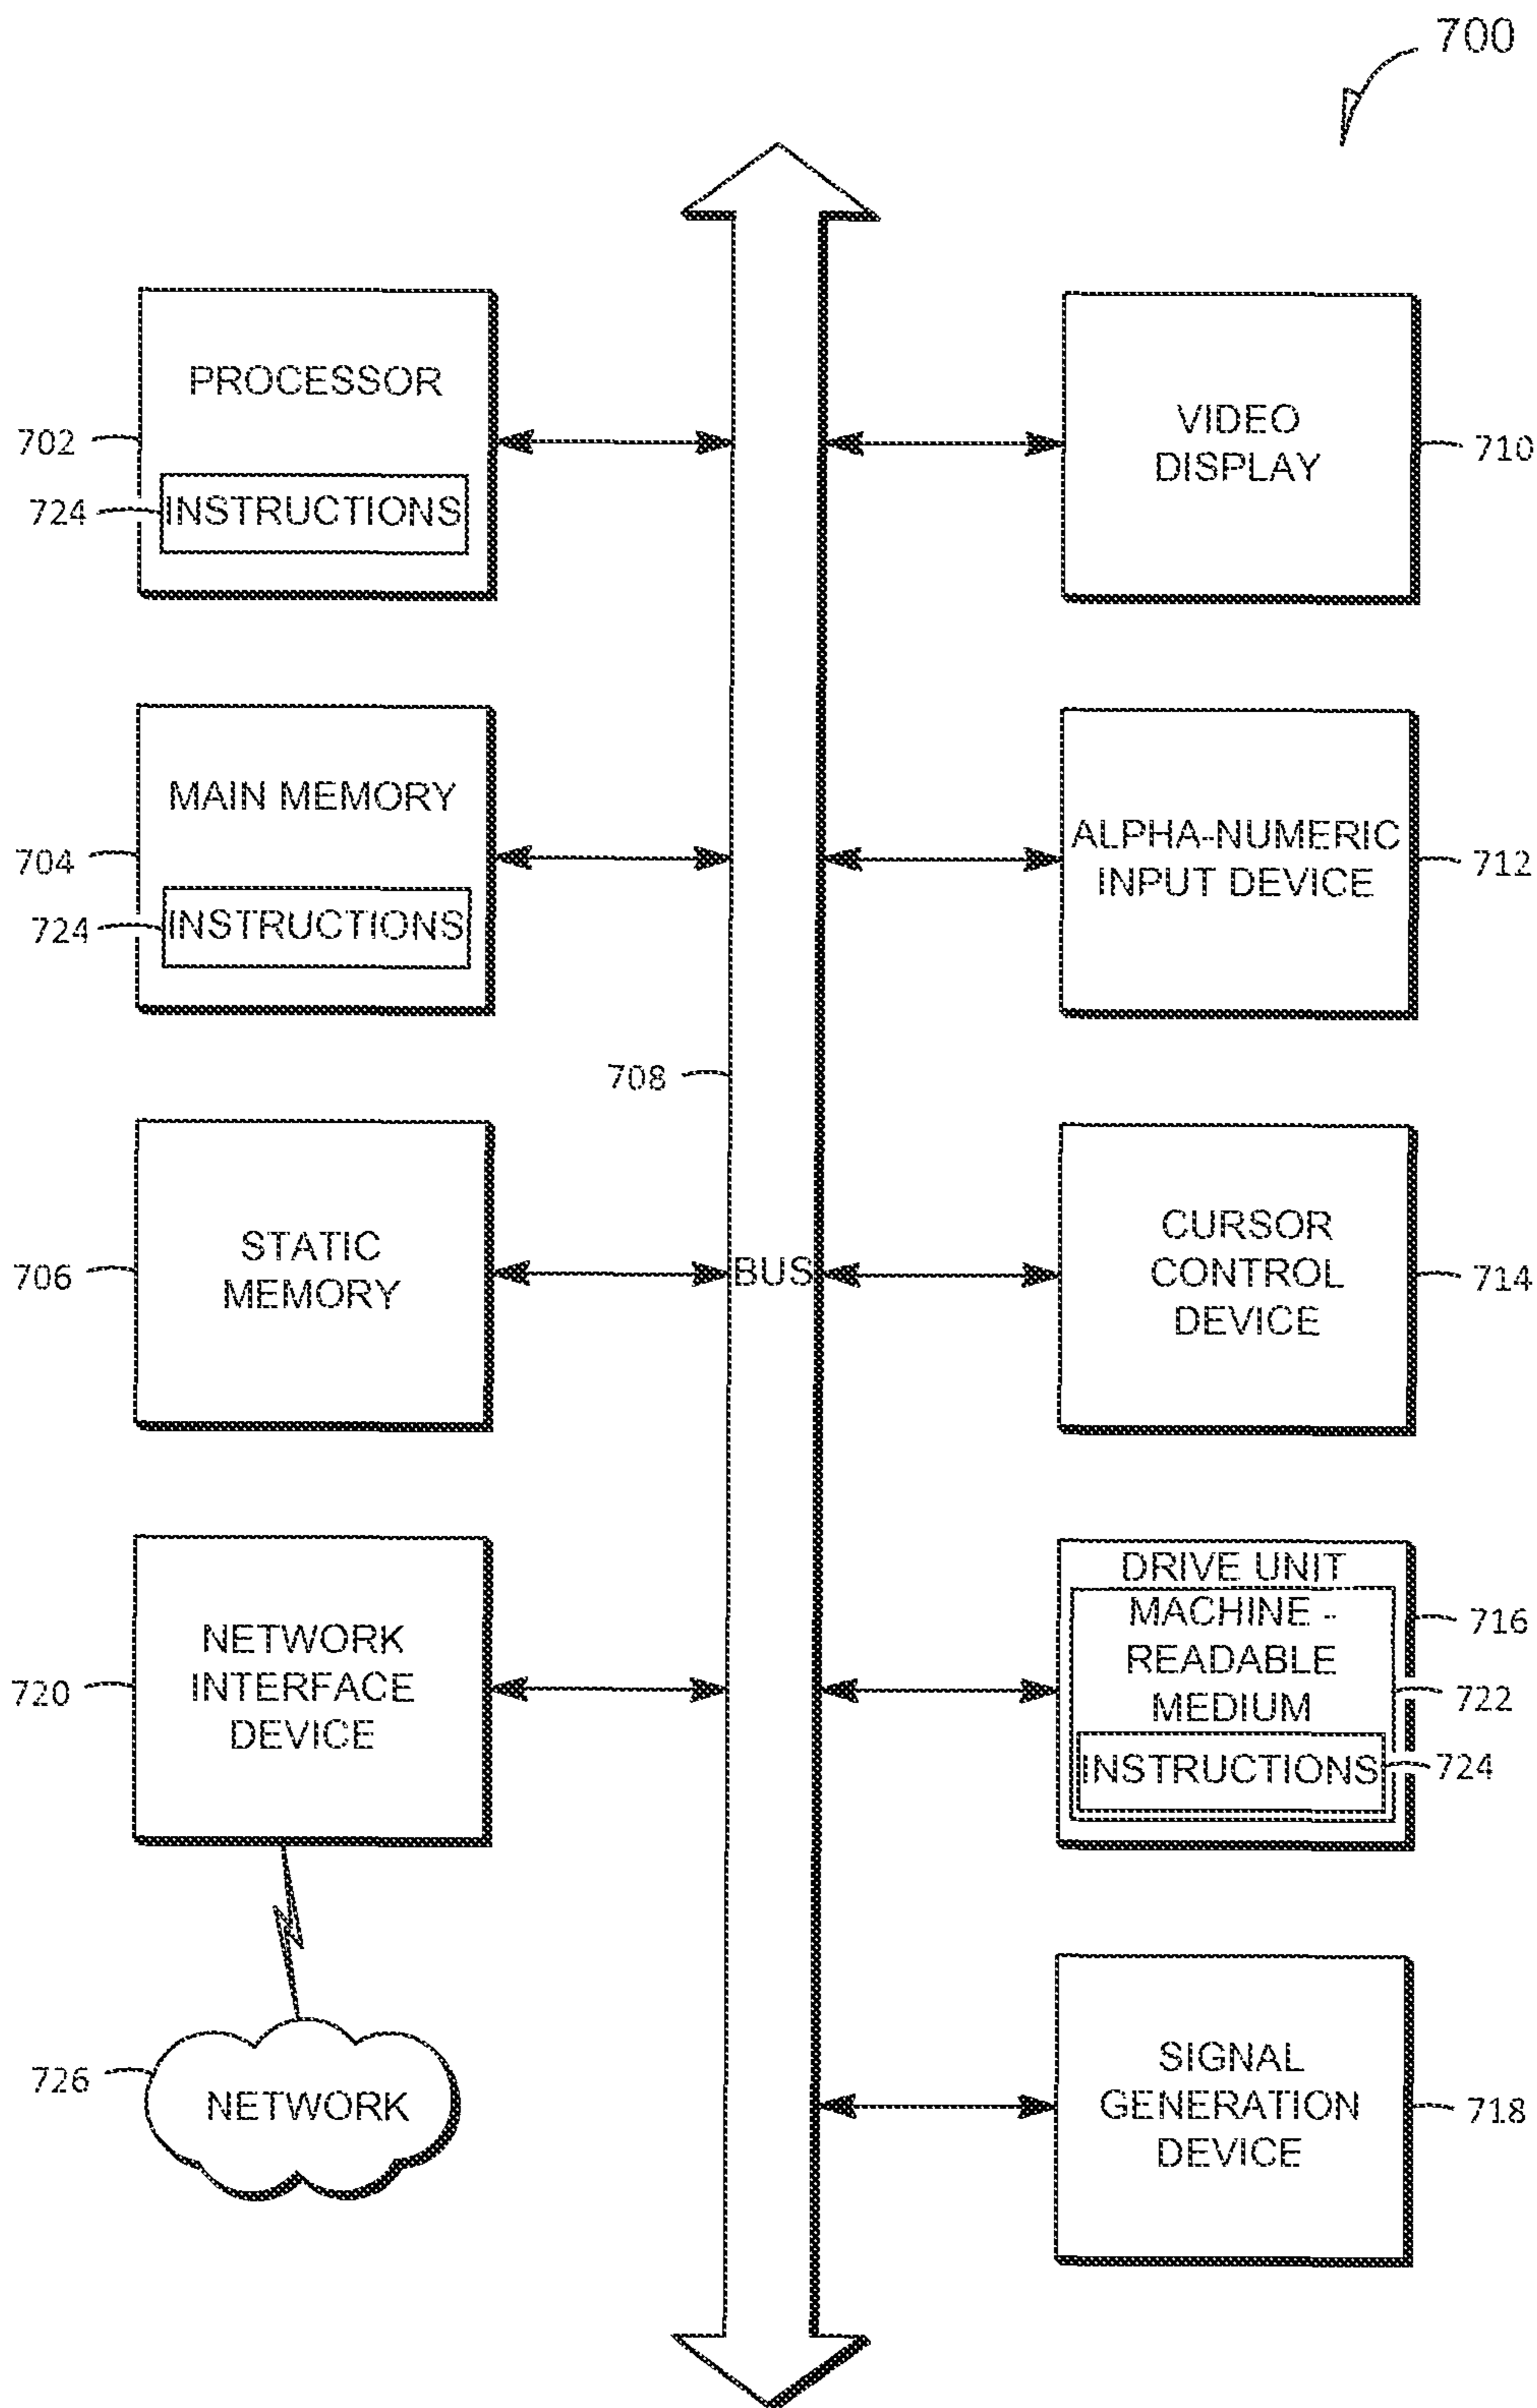 700
PROCESSOR
702
724
INSTRUCTIONS
VIDEO
DISPLAY
710
MAIN MEMORY
704
724
INSTRUCTIONS
ALPHA-NUMERIC
INPUT DEVICE
712
708
STATIC
MEMORY
706
BUS
CURSOR
CONTROL
DEVICE
714
NETWORK
INTERFACE
DEVICE
720
DRIVE UNIT
716
MACHINE -
READABLE
MEDIUM
722
INSTRUCTIONS
724
726
NETWORK
SIGNAL
GENERATION
DEVICE
718